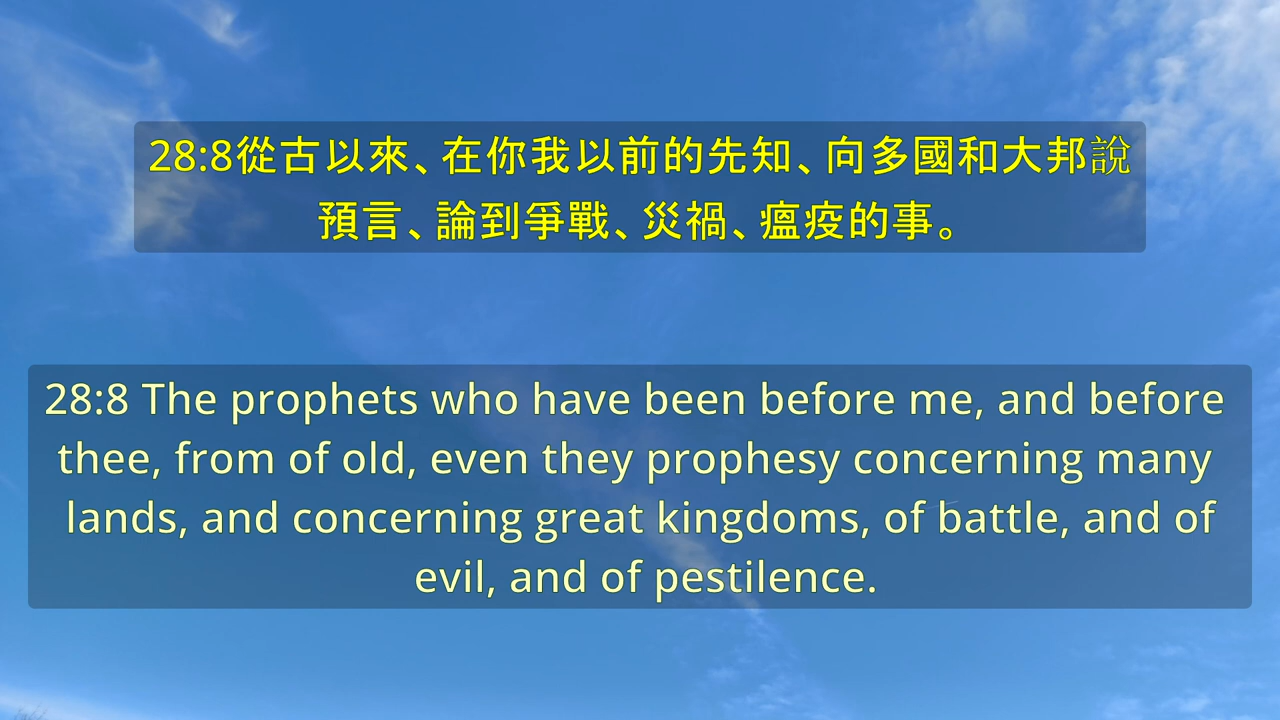 28:8從古以來、在你我以前的先知、向多國和大邦說
預言、論到爭戰、災禍、瘟疫的事。
28:8 The prophets who have been before me, and before
thee, from of old, even they prophesy concerning many
lands, and concerning great kingdoms, of battle, and of
evil, and of pestilence.